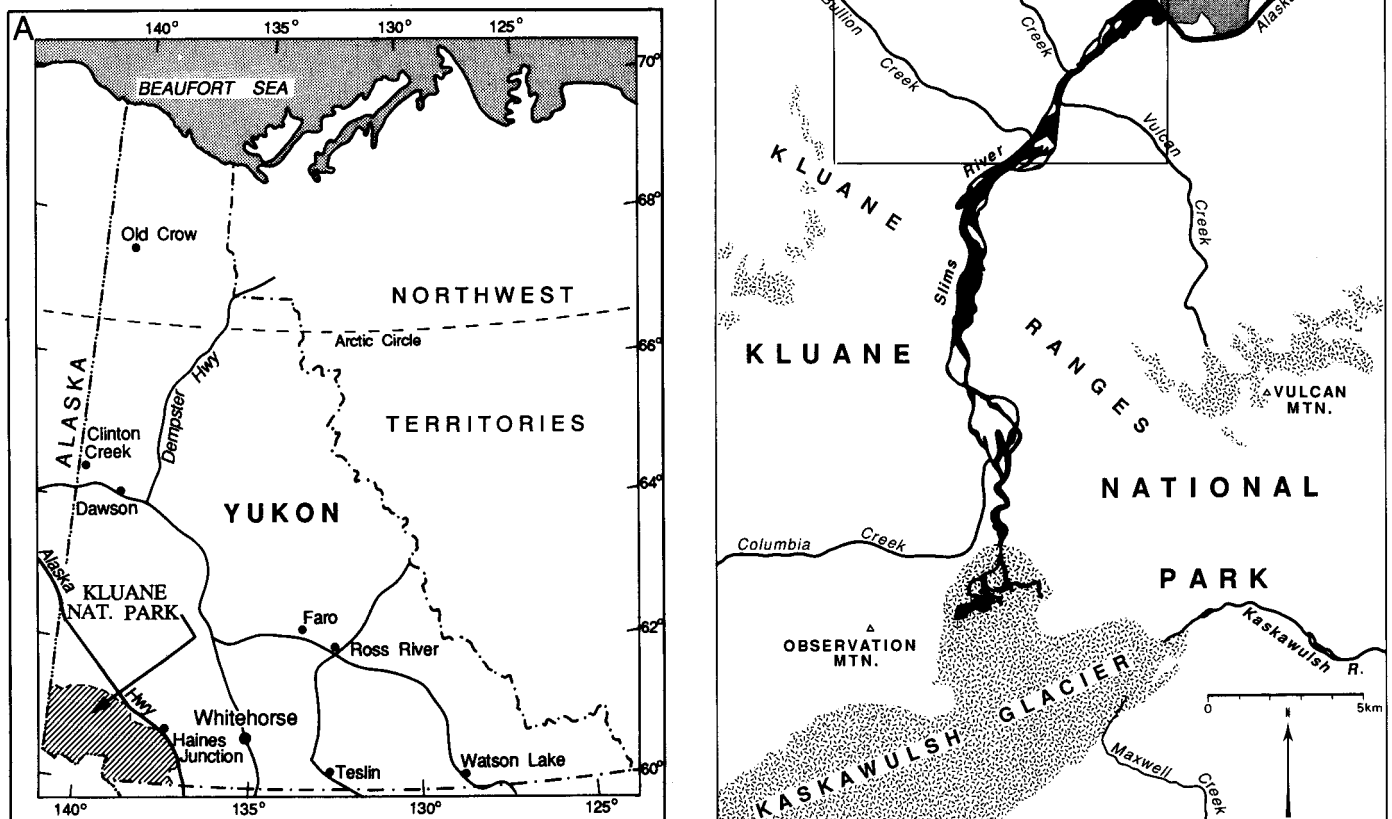 A
140° 135° 130° 125°
70°
BEAUFORT SEA
68°
Old Crow
NORTHWEST
Arctic Circle
66°
ALASKA
Dempster Hwy
TERRITORIES
Clinton
Creek
64°
Dawson
YUKON
Alaska
Hwy
KLUANE
NAT. PARK
Faro
62°
Ross River
Whitehorse
Haines
Junction
Teslin
Watson Lake
60°
140° 135° 130° 125°
Bullion
Creek
Creek
Alaska
Vulcan
Creek
River
Slims
KLUANE
RANGES
KLUANE
VULCAN
MTN.
NATIONAL
Columbia Creek
PARK
OBSERVATION
MTN.
Kaskawulsh R.
KASKAWULSH GLACIER
0 5km
Maxwell
Creek